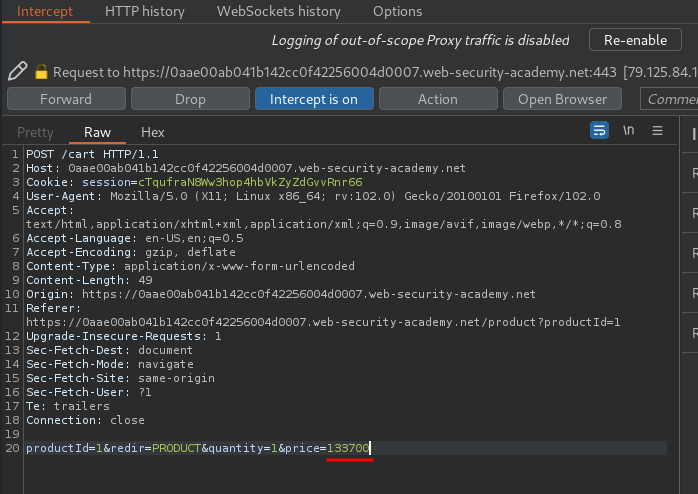 Intercept HTTP history WebSockets history Options
Logging of out-of-scope Proxy traffic is disabled Re-enable
Request to https://0aae00ab041b142cc0f42256004d0007.web-security-academy.net:443 [79.125.84.1
Forward Drop Intercept is on Action Open Browser Comme
Pretty Raw Hex \n
1 POST /cart HTTP/1.1
2 Host: 0aae00ab041b142cc0f42256004d0007.web-security-academy.net
3 Cookie: session=cTqufraN8Ww3hop4hbVkZyZdGvvRnr66
4 User-Agent: Mozilla/5.0 (X11; Linux x86_64; rv:102.0) Gecko/20100101 Firefox/102.0
5 Accept:
text/html,application/xhtml+xml,application/xml;q=0.9,image/avif,image/webp,*/*;q=0.8
6 Accept-Language: en-US,en;q=0.5
7 Accept-Encoding: gzip, deflate
8 Content-Type: application/x-www-form-urlencoded
9 Content-Length: 49
10 Origin: https://0aae00ab041b142cc0f42256004d0007.web-security-academy.net
11 Referer:
https://0aae00ab041b142cc0f42256004d0007.web-security-academy.net/product?productId=1
12 Upgrade-Insecure-Requests: 1
13 Sec-Fetch-Dest: document
14 Sec-Fetch-Mode: navigate
15 Sec-Fetch-Site: same-origin
16 Sec-Fetch-User: ?1
17 Te: trailers
18 Connection: close
19
20 productId=1&redir=PRODUCT&quantity=1&price=133700